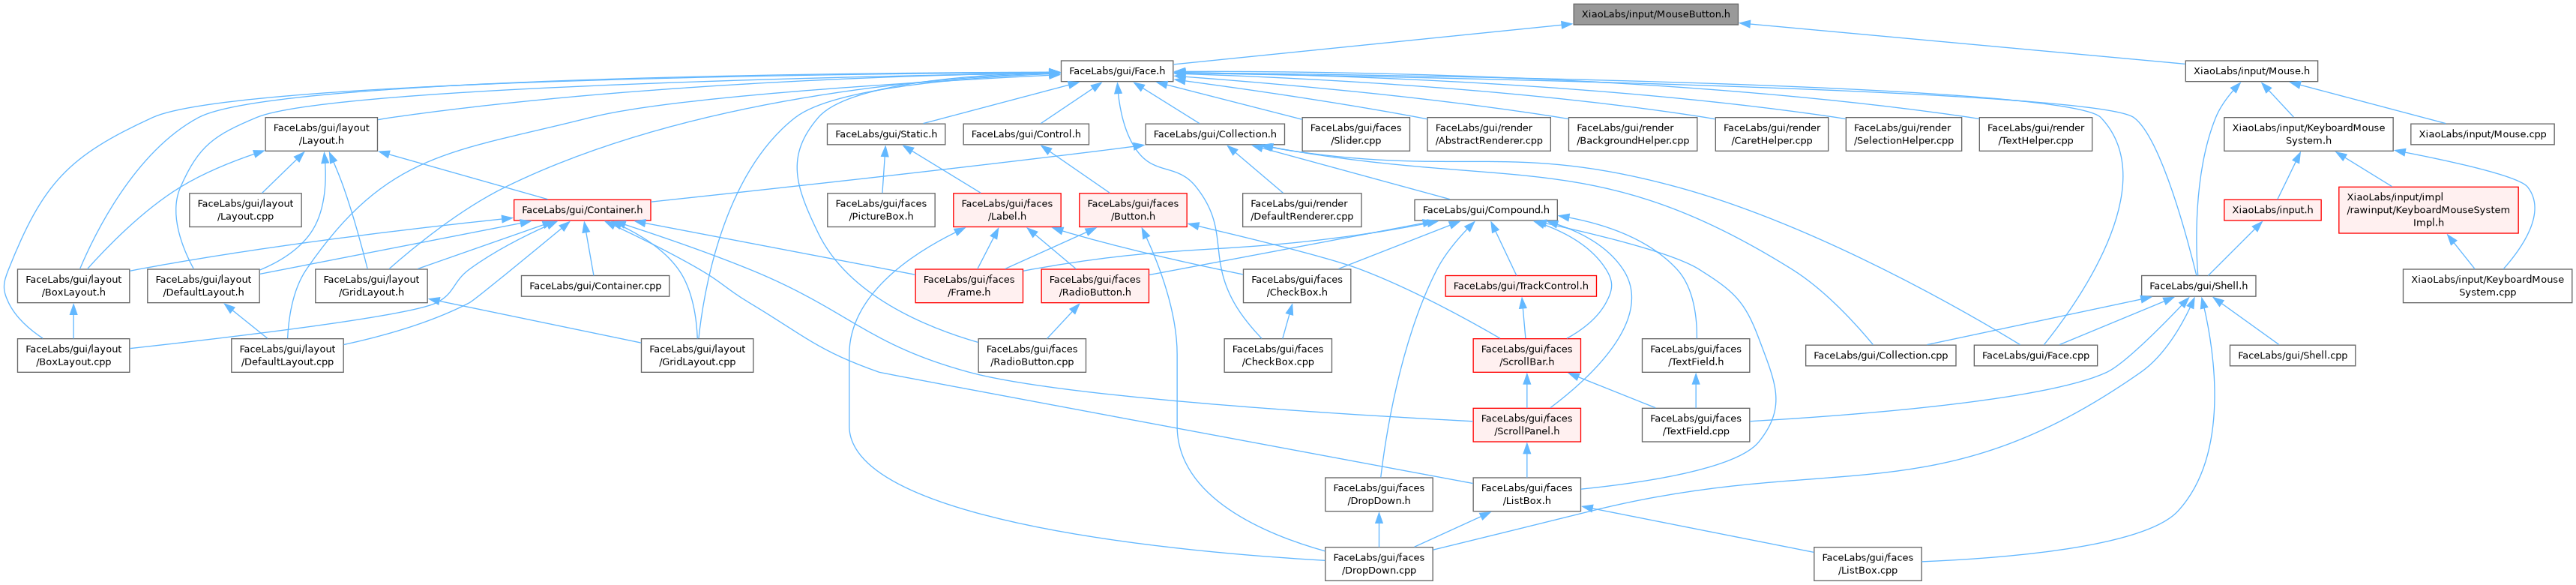 XiaoLabs/input/MouseButton.h
FaceLabs/gui/Face.h
XiaoLabs/input/Mouse.h
FaceLabs/gui/layout
/Layout.h
FaceLabs/gui/Static.h
FaceLabs/gui/Control.h
FaceLabs/gui/Collection.h
FaceLabs/gui/faces
/Slider.cpp
FaceLabs/gui/render
/AbstractRenderer.cpp
FaceLabs/gui/render
/BackgroundHelper.cpp
FaceLabs/gui/render
/CaretHelper.cpp
FaceLabs/gui/render
/SelectionHelper.cpp
FaceLabs/gui/render
/TextHelper.cpp
XiaoLabs/input/KeyboardMouse
System.h
XiaoLabs/input/Mouse.cpp
FaceLabs/gui/layout
/Layout.cpp
FaceLabs/gui/Container.h
FaceLabs/gui/faces
/PictureBox.h
FaceLabs/gui/faces
/Label.h
FaceLabs/gui/faces
/Button.h
FaceLabs/gui/render
/DefaultRenderer.cpp
FaceLabs/gui/Compound.h
XiaoLabs/input.h
XiaoLabs/input/impl
/rawinput/KeyboardMouseSystem
Impl.h
FaceLabs/gui/layout
/BoxLayout.h
FaceLabs/gui/layout
/DefaultLayout.h
FaceLabs/gui/layout
/GridLayout.h
FaceLabs/gui/Container.cpp
FaceLabs/gui/faces
/Frame.h
FaceLabs/gui/faces
/RadioButton.h
FaceLabs/gui/faces
/CheckBox.h
FaceLabs/gui/TrackControl.h
FaceLabs/gui/Shell.h
XiaoLabs/input/KeyboardMouse
System.cpp
FaceLabs/gui/layout
/BoxLayout.cpp
FaceLabs/gui/layout
/DefaultLayout.cpp
FaceLabs/gui/layout
/GridLayout.cpp
FaceLabs/gui/faces
/RadioButton.cpp
FaceLabs/gui/faces
/CheckBox.cpp
FaceLabs/gui/faces
/ScrollBar.h
FaceLabs/gui/faces
/TextField.h
FaceLabs/gui/Collection.cpp
FaceLabs/gui/Face.cpp
FaceLabs/gui/Shell.cpp
FaceLabs/gui/faces
/ScrollPanel.h
FaceLabs/gui/faces
/TextField.cpp
FaceLabs/gui/faces
/DropDown.h
FaceLabs/gui/faces
/ListBox.h
FaceLabs/gui/faces
/DropDown.cpp
FaceLabs/gui/faces
/ListBox.cpp